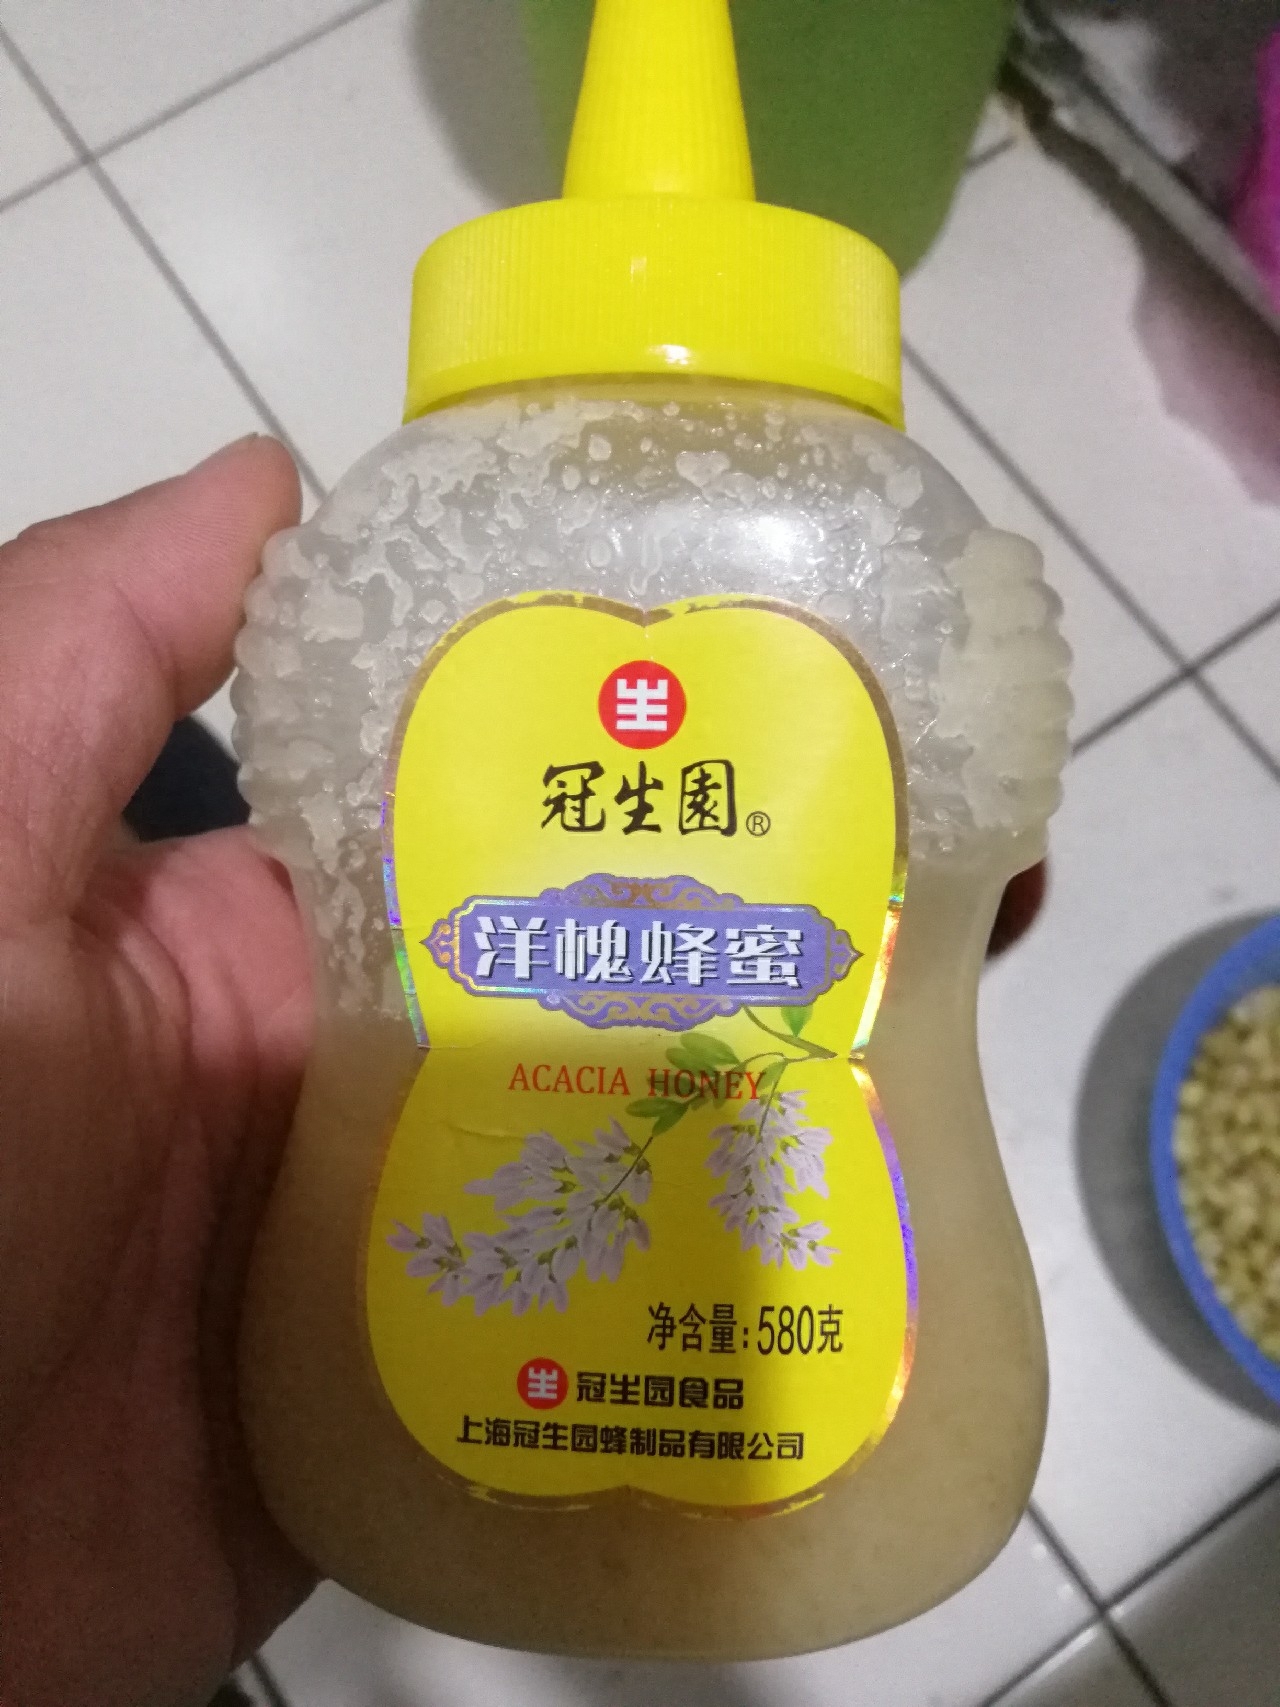 生
冠生園®
洋槐蜂蜜
ACACIA HONEY
净含量:580克
生 冠生园食品
上海冠生园蜂制品有限公司